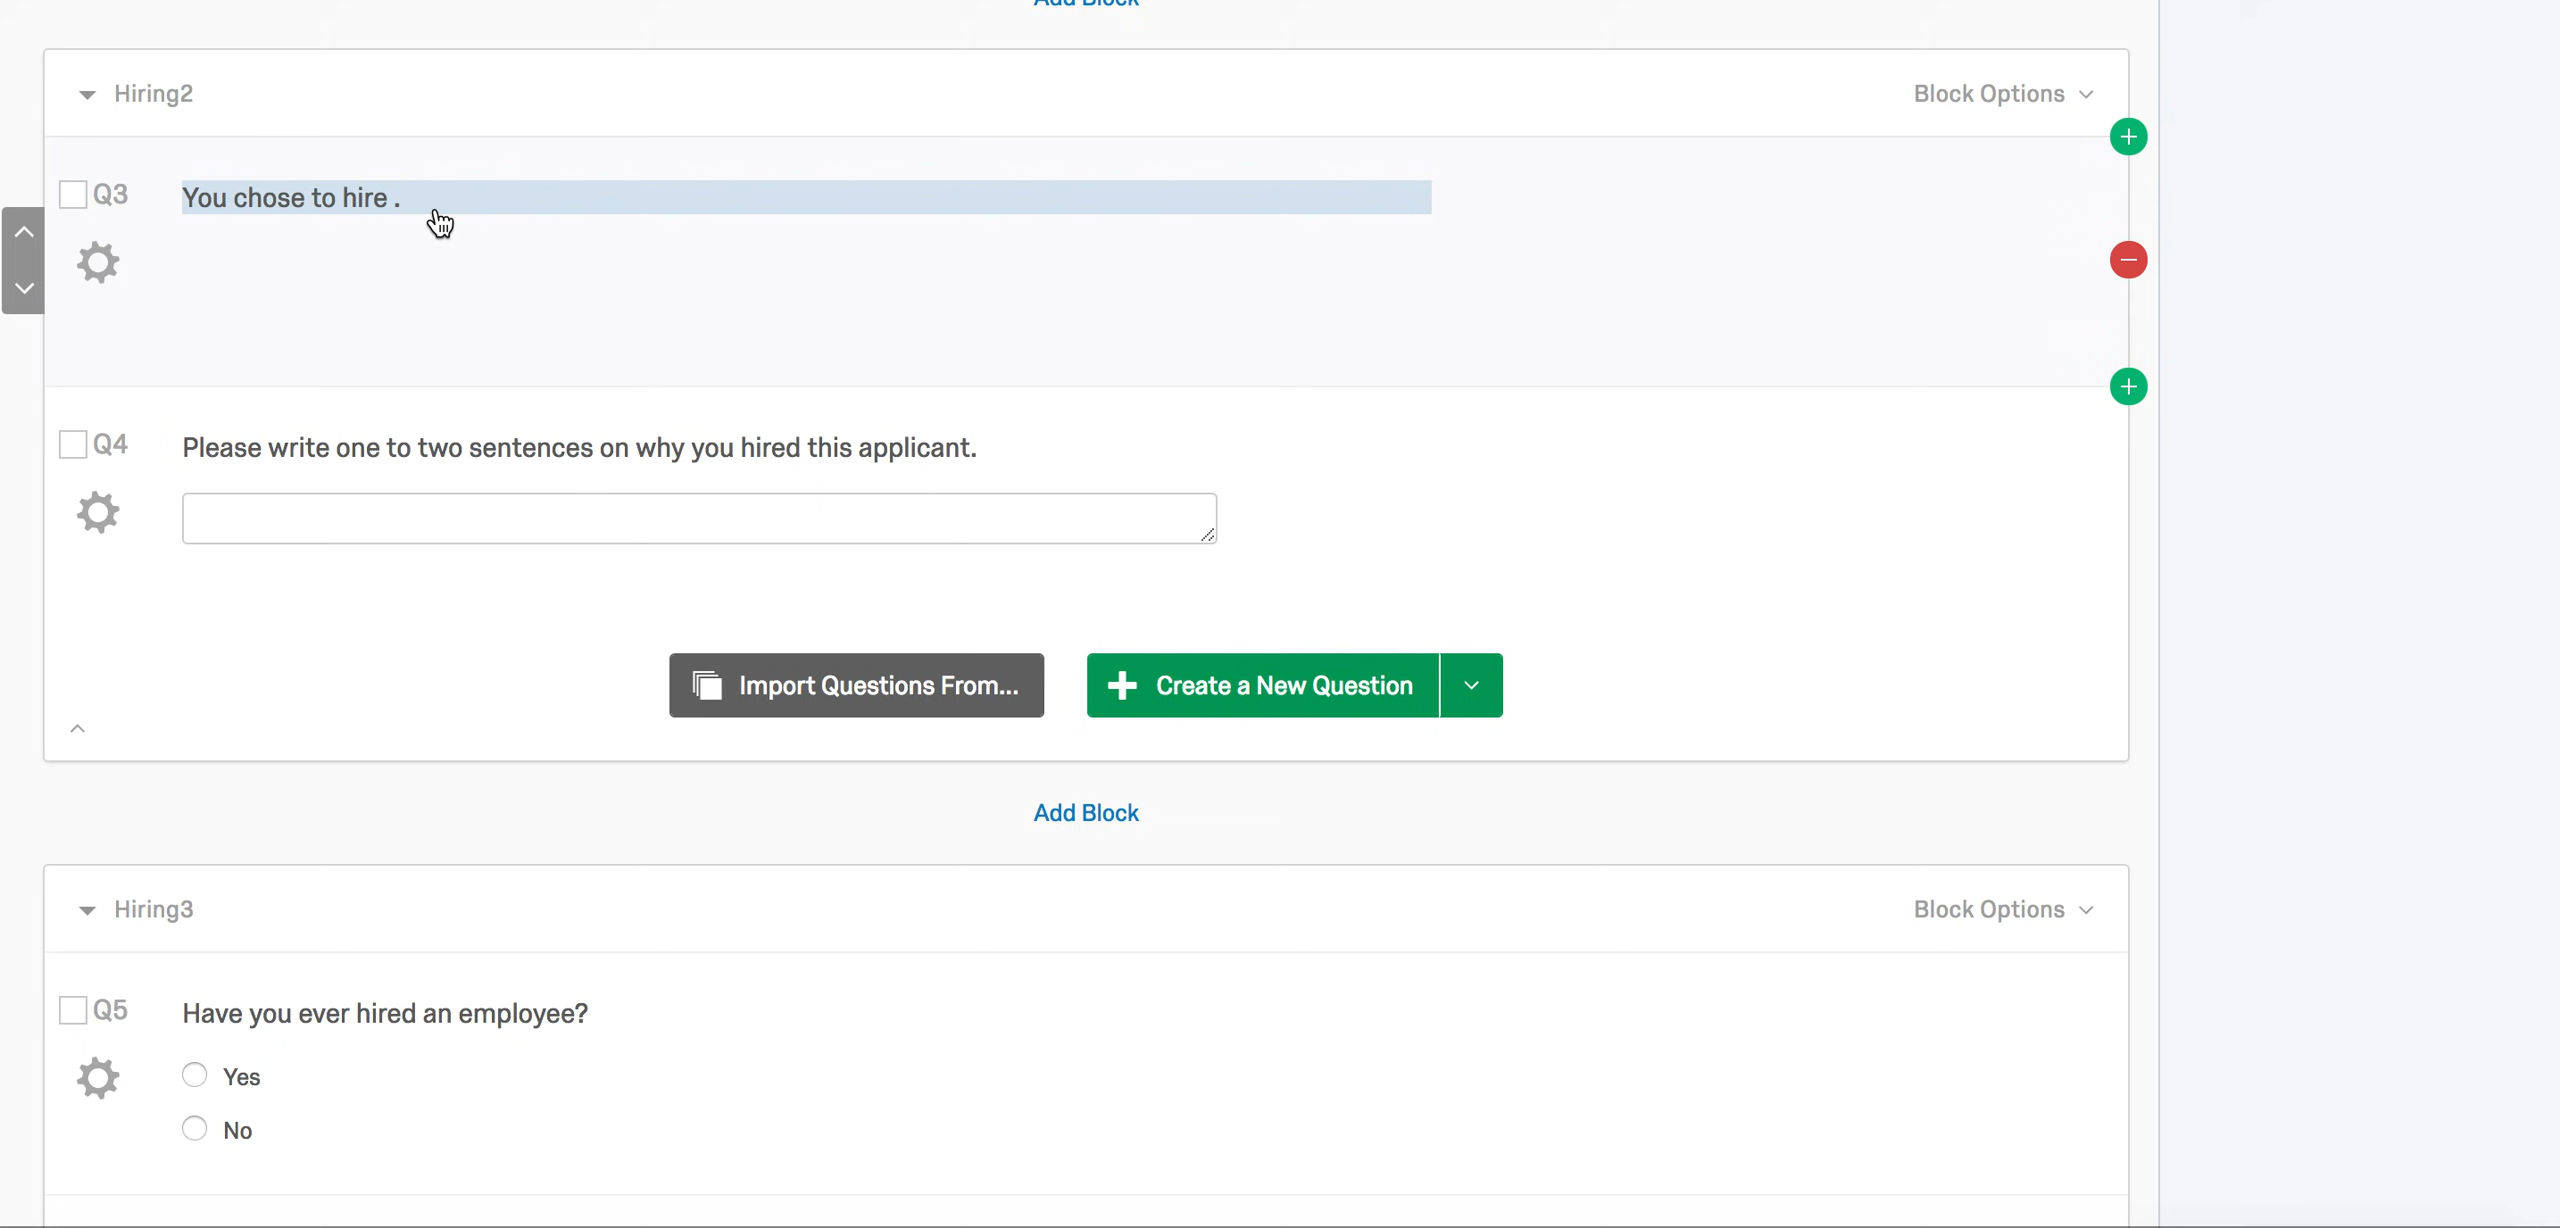 Add Block
Hiring2
Block Options
Q3
You chose to hire .
Q4
Please write one to two sentences on why you hired this applicant.
Import Questions From...
Create a New Question
Add Block
Hiring3
Block Options
Q5
Have you ever hired an employee?
Yes
No